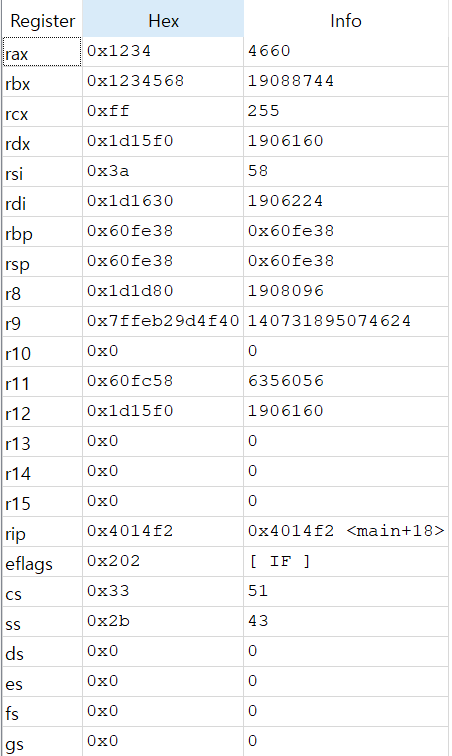 Register Hex Info
rax 0x1234 4660
rbx 0x1234568 19088744
rcx 0xff 255
rdx 0x1d15f0 1906160
rsi 0x3a 58
rdi 0x1d1630 1906224
rbp 0x60fe38 0x60fe38
rsp 0x60fe38 0x60fe38
r8 0x1d1d80 1908096
r9 0x7ffeb29d4f40 140731895074624
r10 0x0 0
r11 0x60fc58 6356056
r12 0x1d15f0 1906160
r13 0x0 0
r14 0x0 0
r15 0x0 0
rip 0x4014f2 0x4014f2 <main+18>
eflags 0x202 [ IF ]
cs 0x33 51
ss 0x2b 43
ds 0x0 0
es 0x0 0
fs 0x0 0
gs 0x0 0